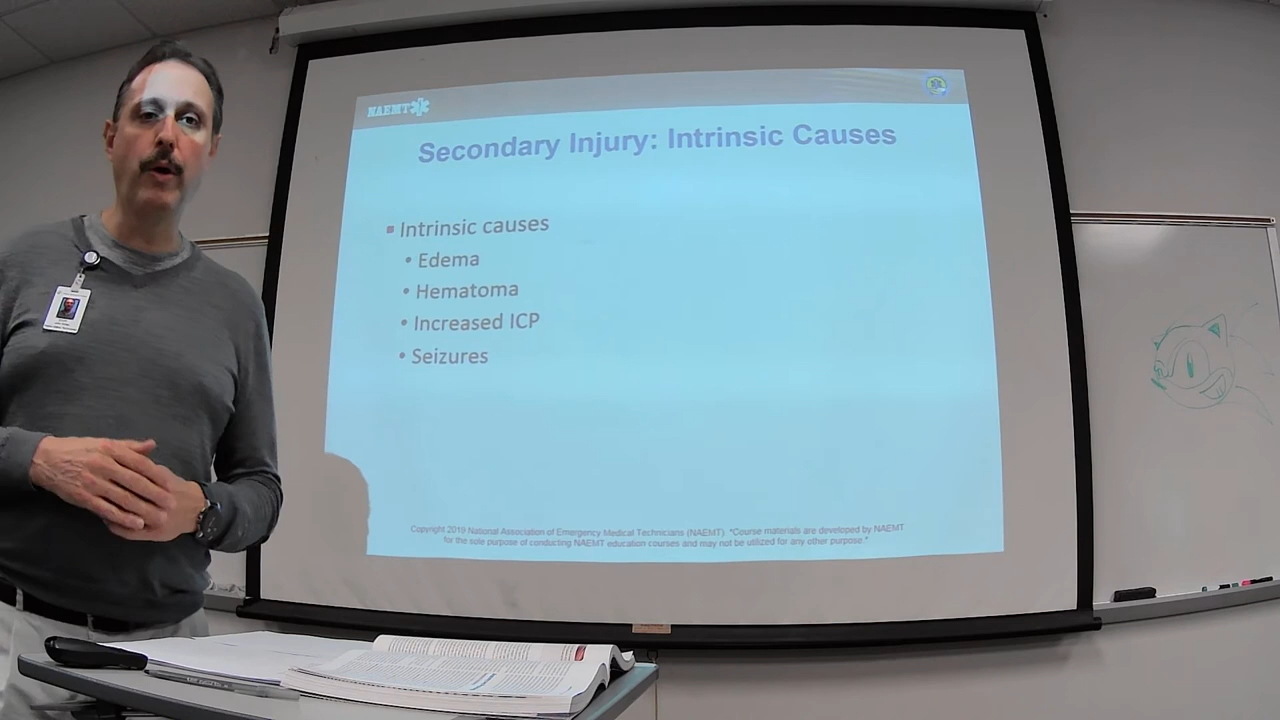 NAEMT
Secondary Injury: Intrinsic Causes
Intrinsic causes
Edema
Hematoma
Increased ICP
Seizures
Copyright 2019 National Association of Emergency Medical Technicians (NAEMT). *Course materials are developed by NAEMT
for the sole purpose of conducting NAEMT education courses and may not be utilized for any other purpose.*